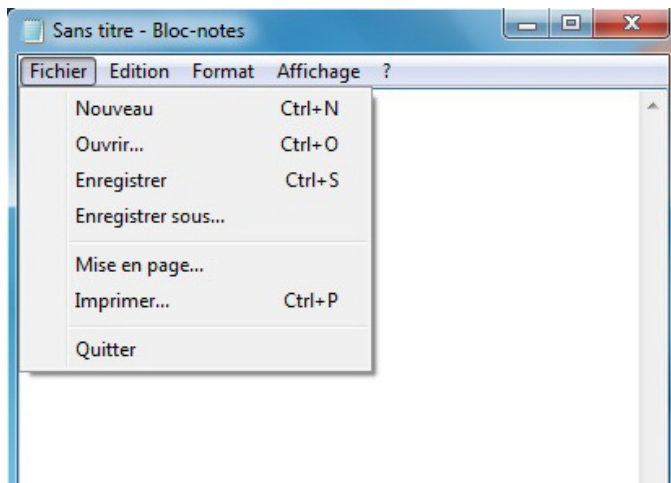 Sans titre - Bloc-notes
Fichier Edition Format Affichage ?
Nouveau Ctrl+N
Ouvrir... Ctrl+O
Enregistrer Ctrl+S
Enregistrer sous...
Mise en page...
Imprimer... Ctrl+P
Quitter